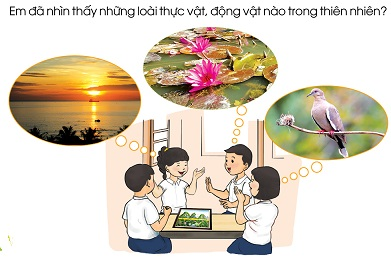 Em đã nhìn thấy những loài thực vật, động vật nào trong thiên nhiên?